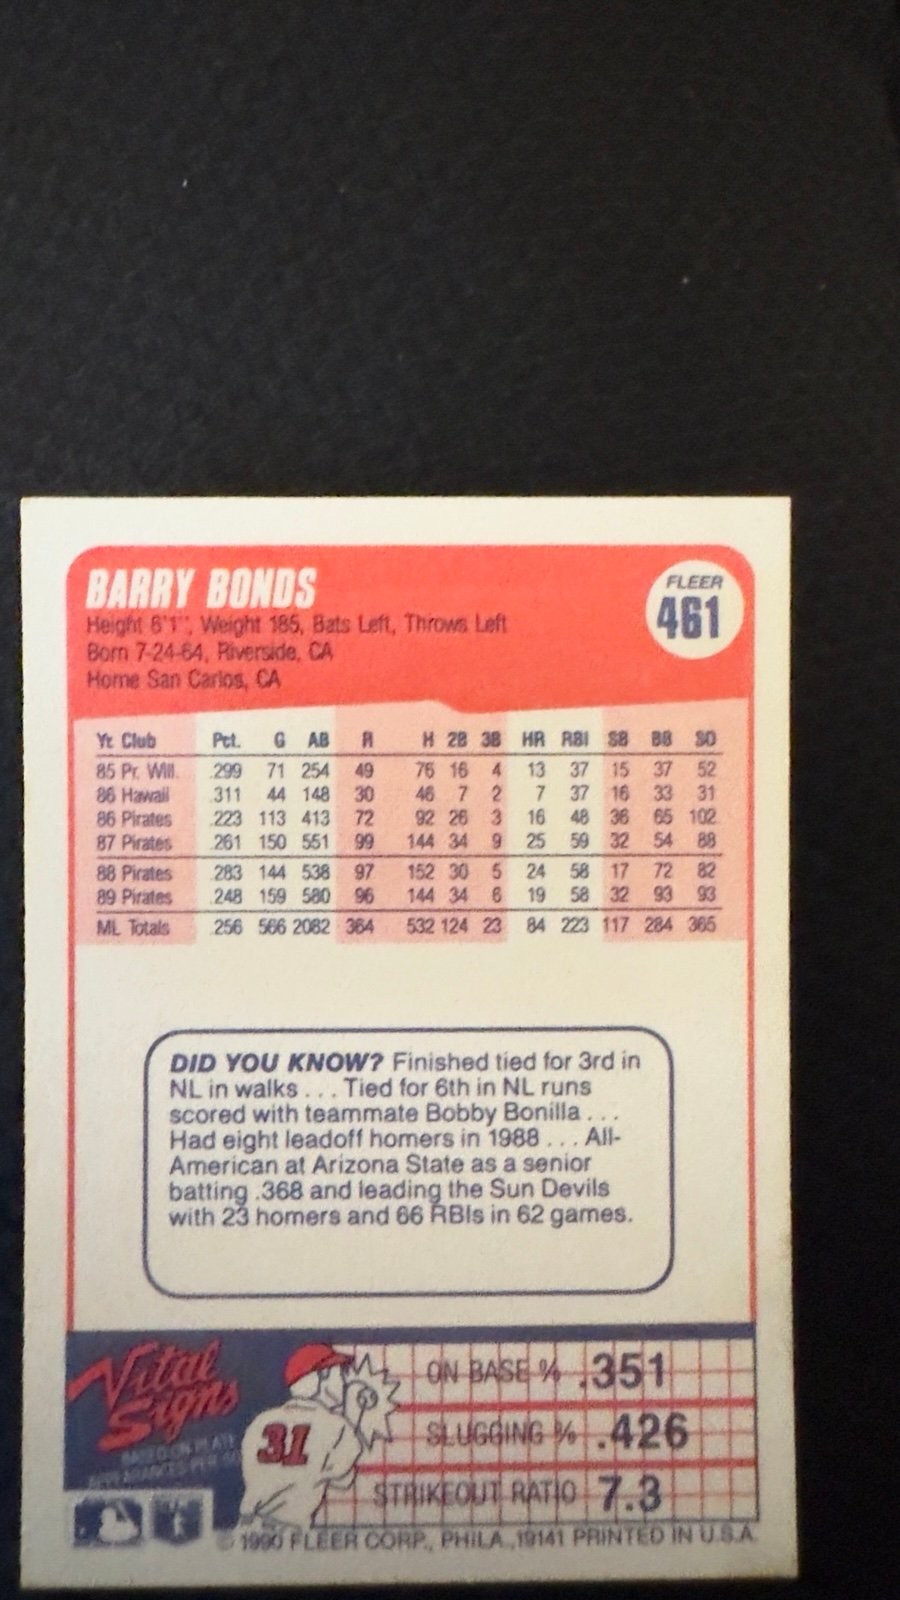 BARRY BONDS
FLEER
461
Height 6'1", Weight 185, Bats Left, Throws Left
Born 7-24-64, Riverside, CA
Home San Carlos, CA
Yr. Club Pct. G AB R H 2B 3B HR RBI SB BB SO
85 Pr. Will. .299 71 254 49 76 16 4 13 37 15 37 52
86 Hawaii .311 44 148 30 46 7 2 7 37 16 33 31
86 Pirates .223 113 413 72 92 26 3 16 48 36 65 102
87 Pirates .261 150 551 99 144 34 9 25 59 32 54 88
88 Pirates .283 144 538 97 152 30 5 24 58 17 72 82
89 Pirates .248 159 580 96 144 34 6 19 58 32 93 93
ML Totals .256 566 2082 364 532 124 23 84 223 117 284 365
DID YOU KNOW? Finished tied for 3rd in
NL in walks . . . Tied for 6th in NL runs
scored with teammate Bobby Bonilla . . .
Had eight leadoff homers in 1988 . . . All-
American at Arizona State as a senior
batting .368 and leading the Sun Devils
with 23 homers and 66 RBIs in 62 games.
Vital
Signs
BASED ON PLATE
APPEARANCES PER
31
ON BASE % .351
SLUGGING % .426
STRIKEOUT RATIO 7.3
© 1990 FLEER CORP., PHILA., 19141 PRINTED IN U.S.A.